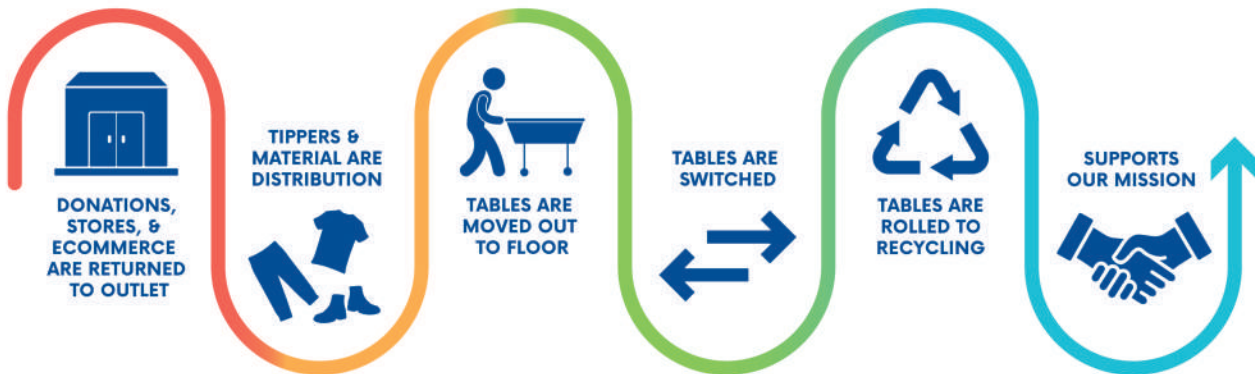 DONATIONS,
STORES, &
ECOMMERCE
ARE RETURNED
TO OUTLET
TIPPERS &
MATERIAL ARE
DISTRIBUTION
TABLES ARE
MOVED OUT
TO FLOOR
TABLES ARE
SWITCHED
TABLES ARE
ROLLED TO
RECYCLING
SUPPORTS
OUR MISSION